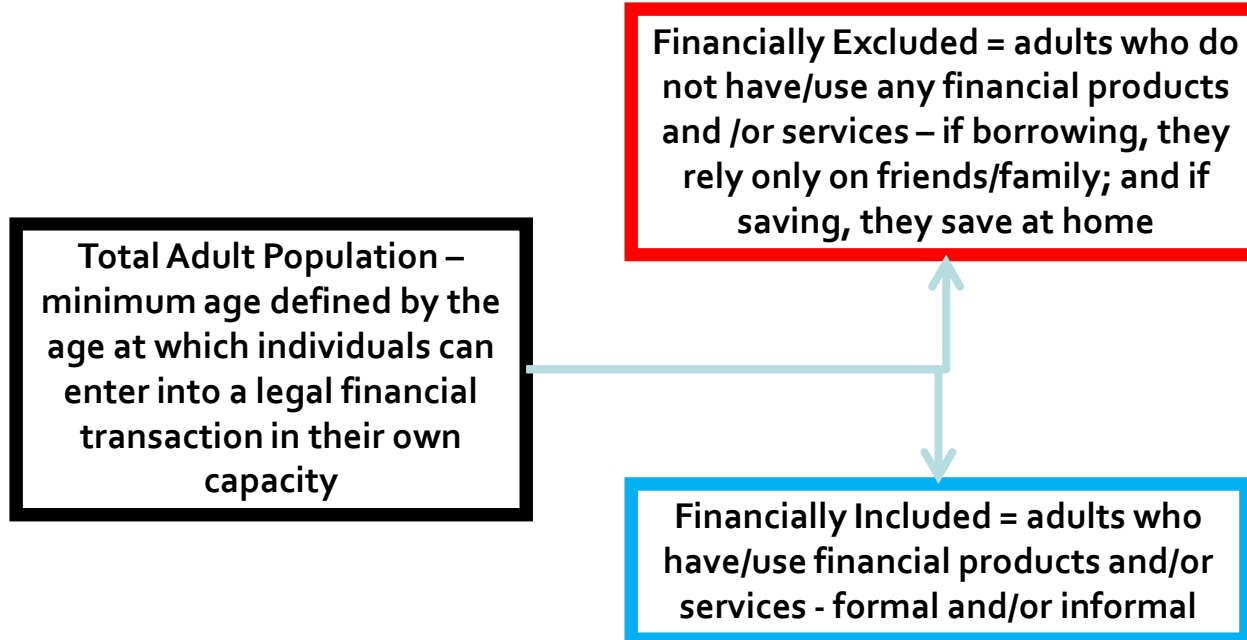 Financially Excluded = adults who do
not have/use any financial products
and /or services – if borrowing, they
rely only on friends/family; and if
saving, they save at home
Total Adult Population –
minimum age defined by the
age at which individuals can
enter into a legal financial
transaction in their own
capacity
Financially Included = adults who
have/use financial products and/or
services - formal and/or informal